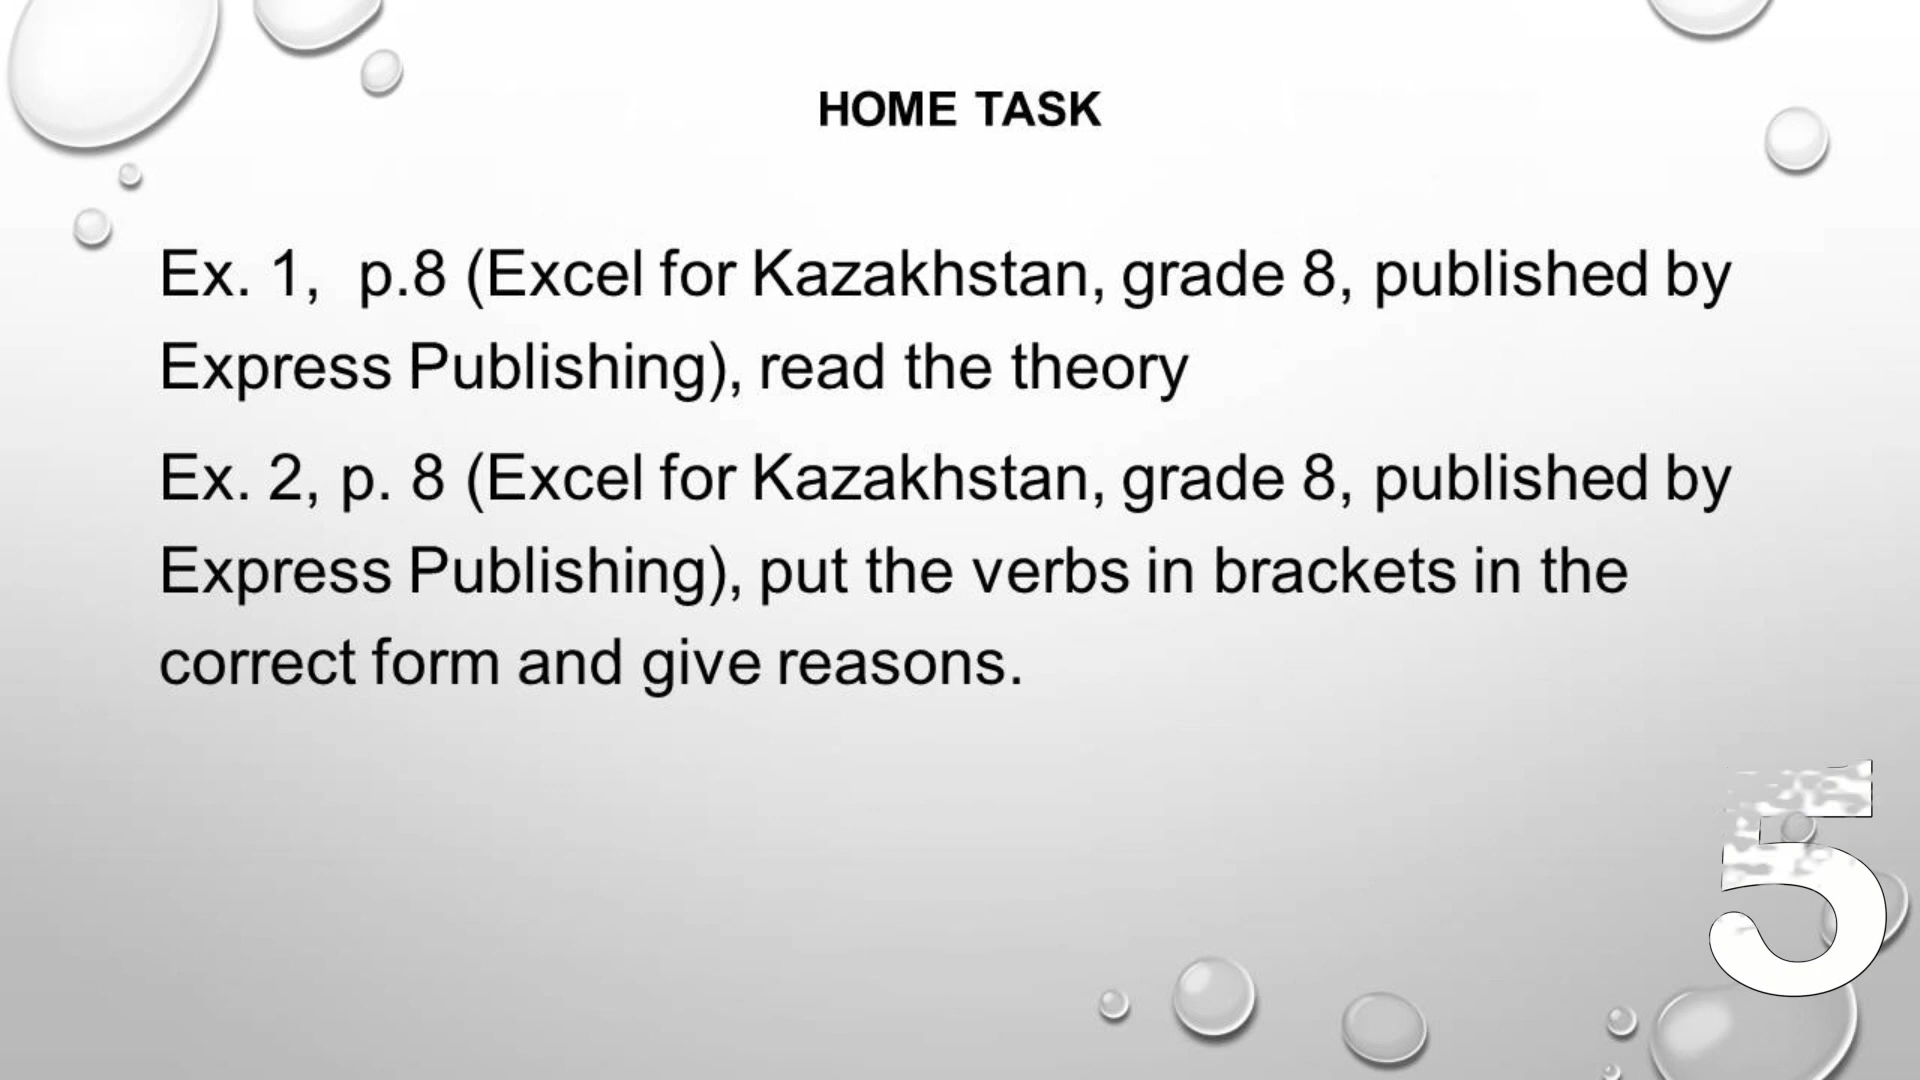 HOME TASK
Ex. 1,  p.8 (Excel for Kazakhstan, grade 8, published by
Express Publishing), read the theory
Ex. 2, p. 8 (Excel for Kazakhstan, grade 8, published by
Express Publishing), put the verbs in brackets in the
correct form and give reasons.
5